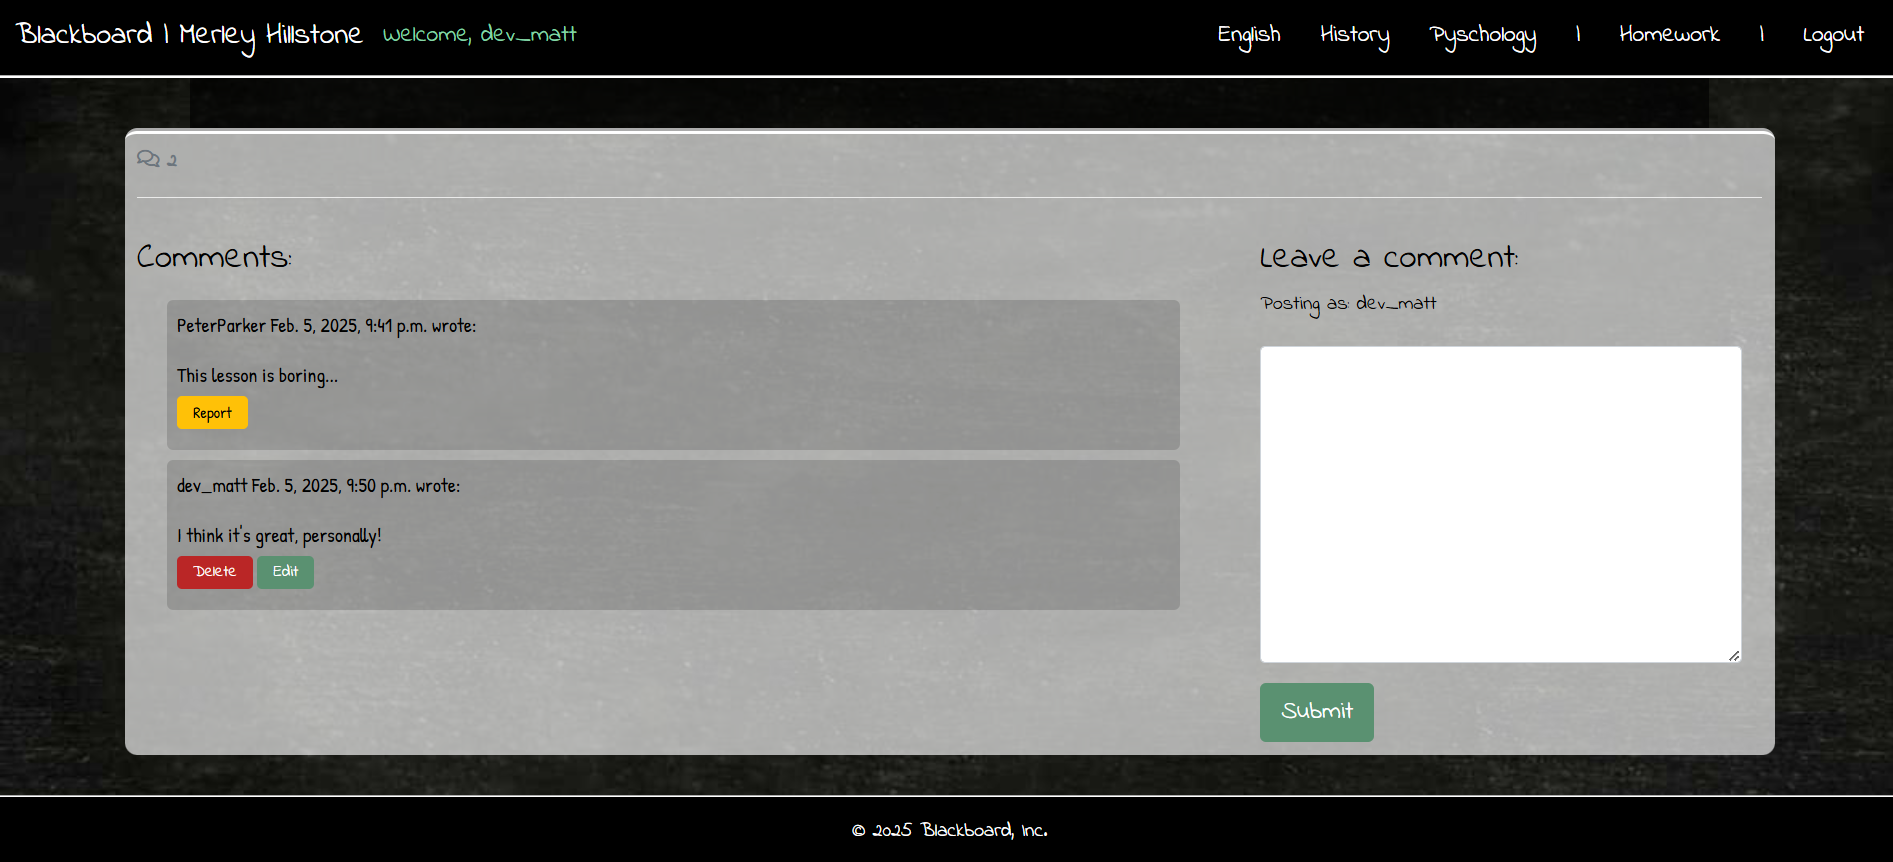 Blackboard | Merley Hillstone Welcome, dev_matt English History Pyschology | Homework | Logout
2
Comments:
PeterParker Feb. 5, 2025, 9:41 p.m. wrote:
This lesson is boring...
Report
dev_matt Feb. 5, 2025, 9:50 p.m. wrote:
I think it's great, personally!
Delete Edit
Leave a comment:
Posting as: dev_matt
Submit
© 2025 Blackboard, Inc.